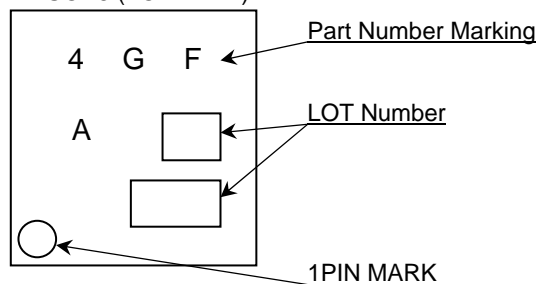 4 G F
Part Number Marking
A
LOT Number
1PIN MARK